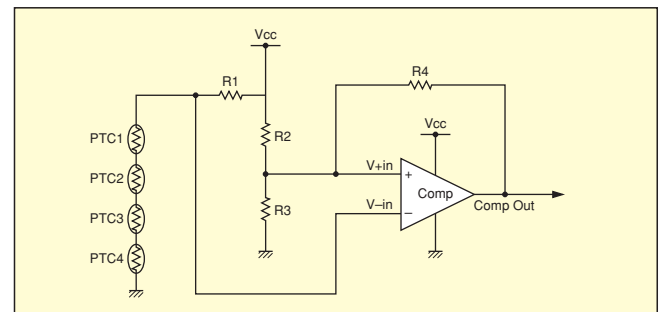 Vcc
R1
R4
PTC1
R2
Vcc
V+in
+
Comp
PTC2
R3
V–in
–
Comp Out
PTC3
PTC4